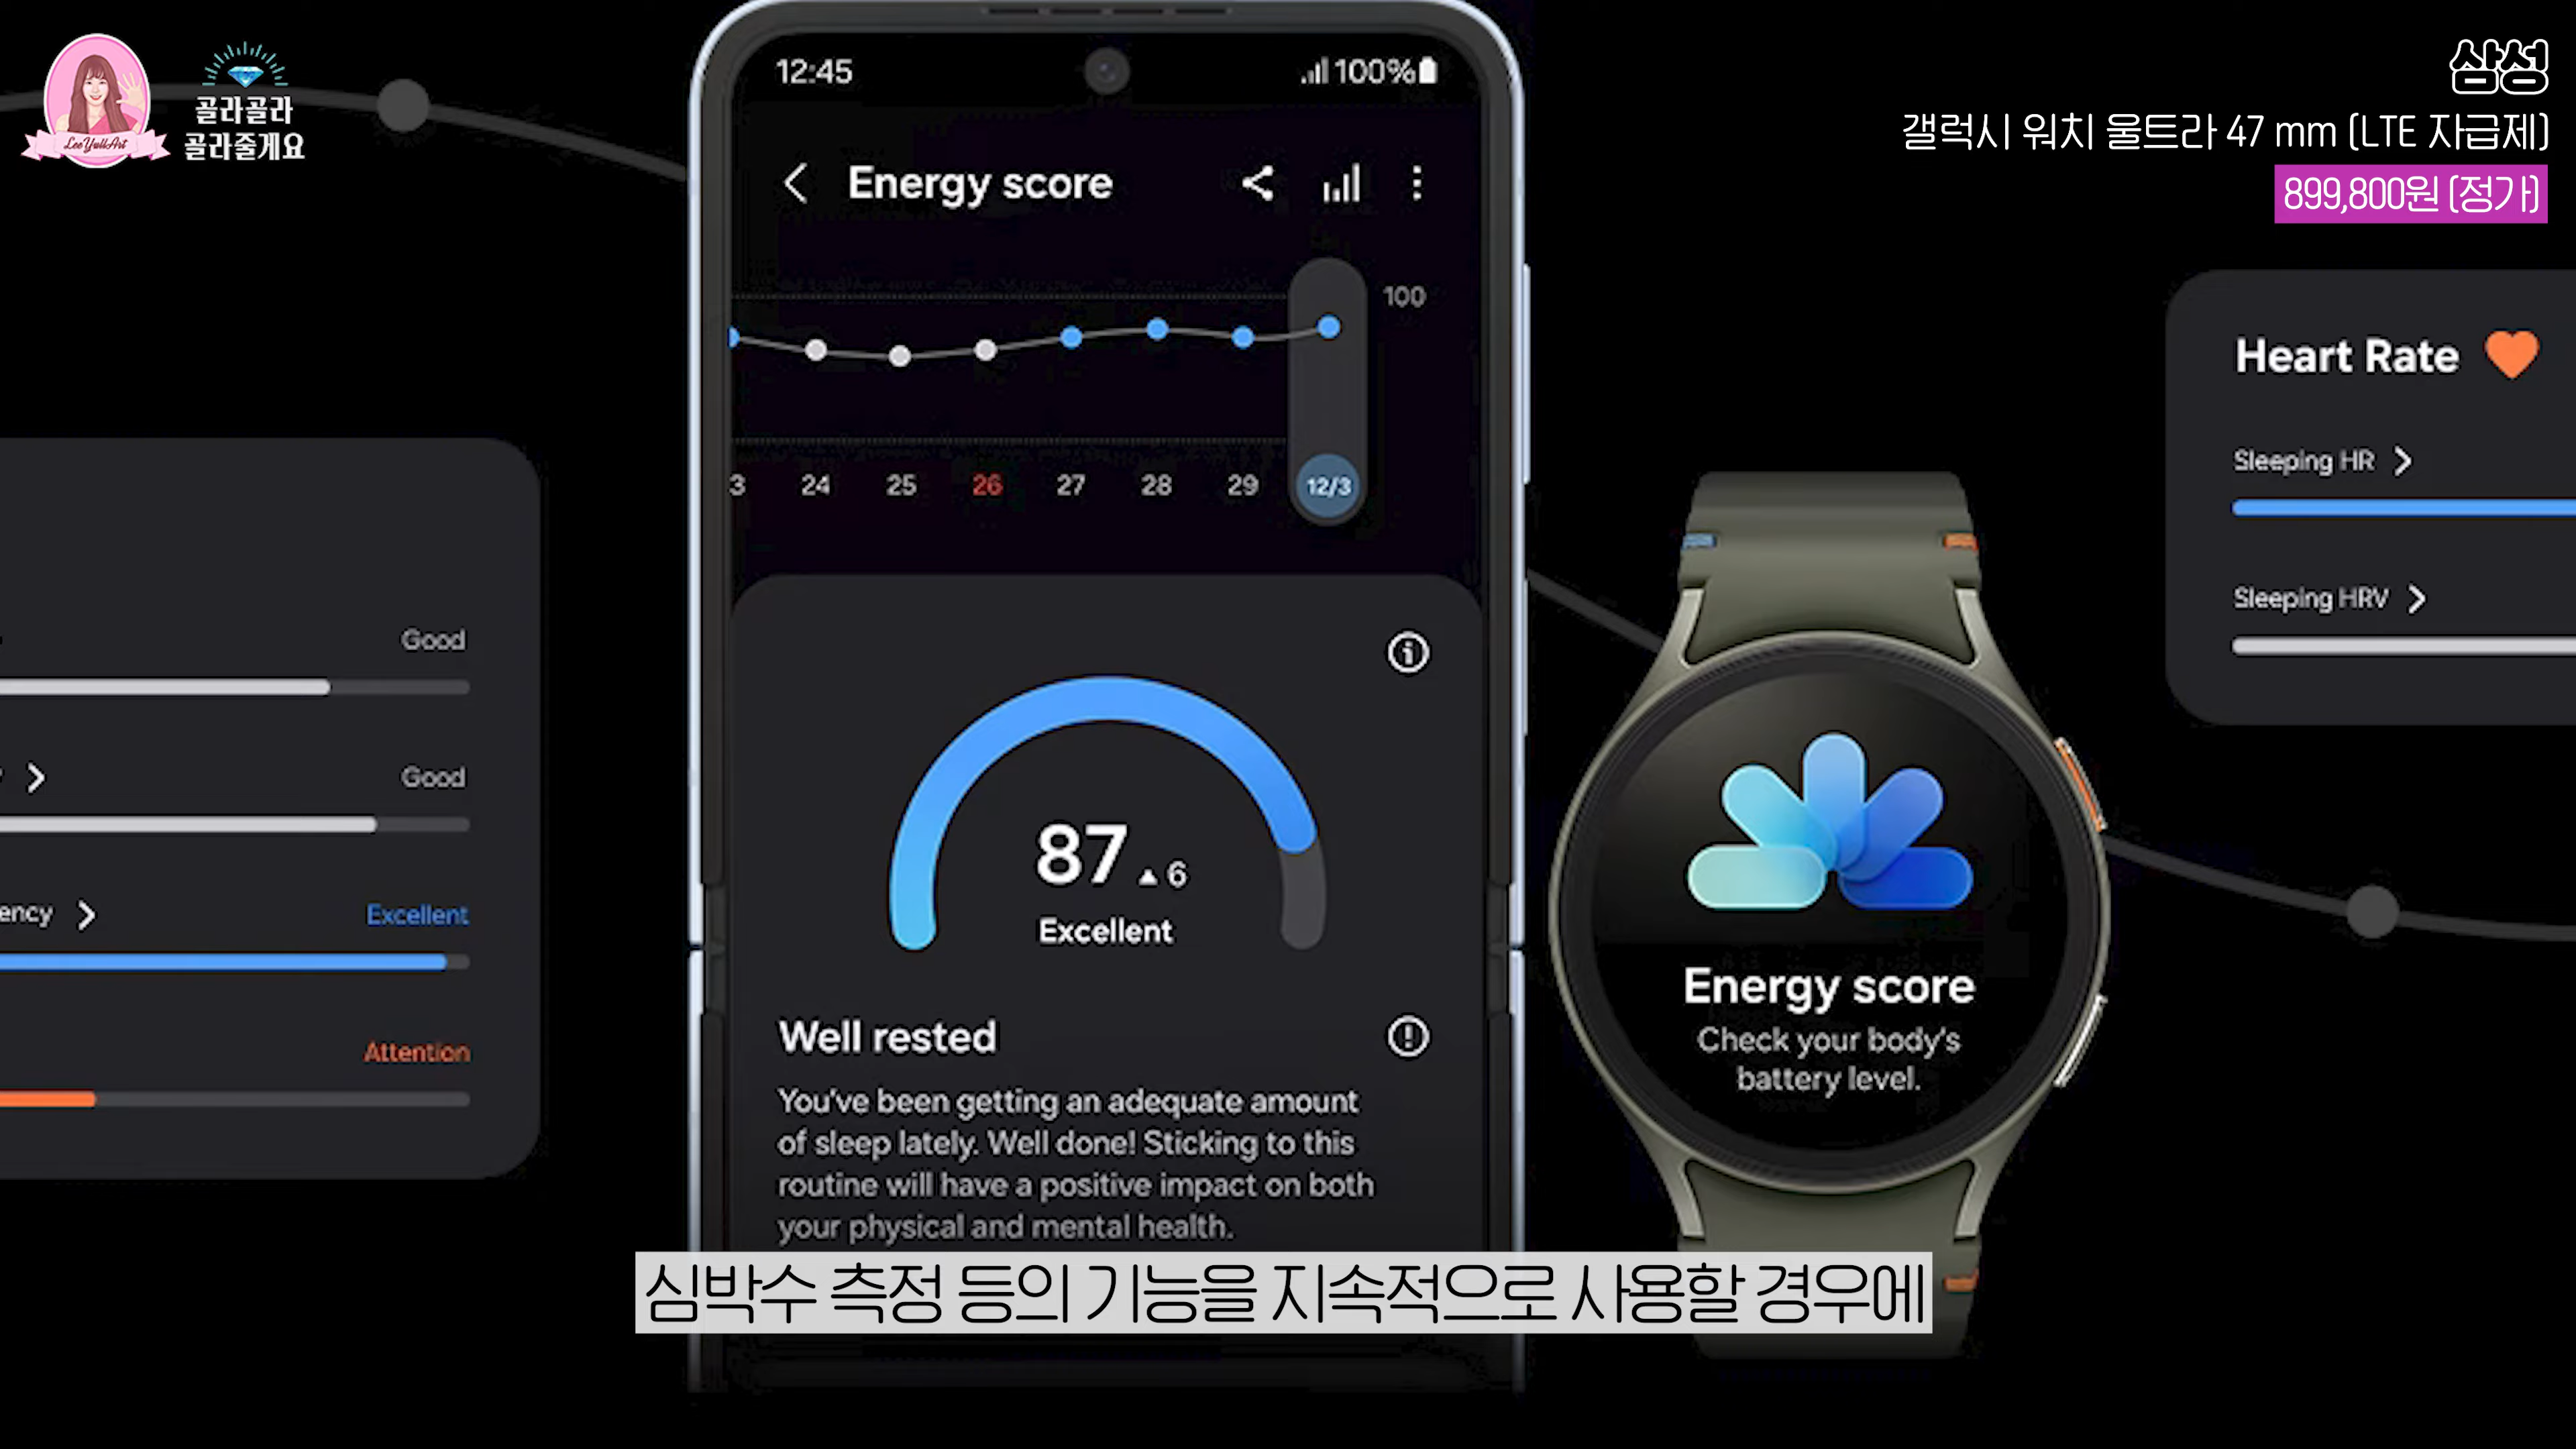 LeeYullArt
골라골라
골라줄게요
삼성
갤럭시 워치 울트라 47 mm (LTE 자급제)
899,800원 (정가)
12:45
100%
Energy score
100
3 24 25 26 27 28 29 12/3
87 ▲6
Excellent
Well rested
You've been getting an adequate amount
of sleep lately. Well done! Sticking to this
routine will have a positive impact on both
your physical and mental health.
Good
Good
ency > Excellent
Attention
Energy score
Check your body's
battery level.
Heart Rate
Sleeping HR >
Sleeping HRV >
심박수 측정 등의 기능을 지속적으로 사용할 경우에